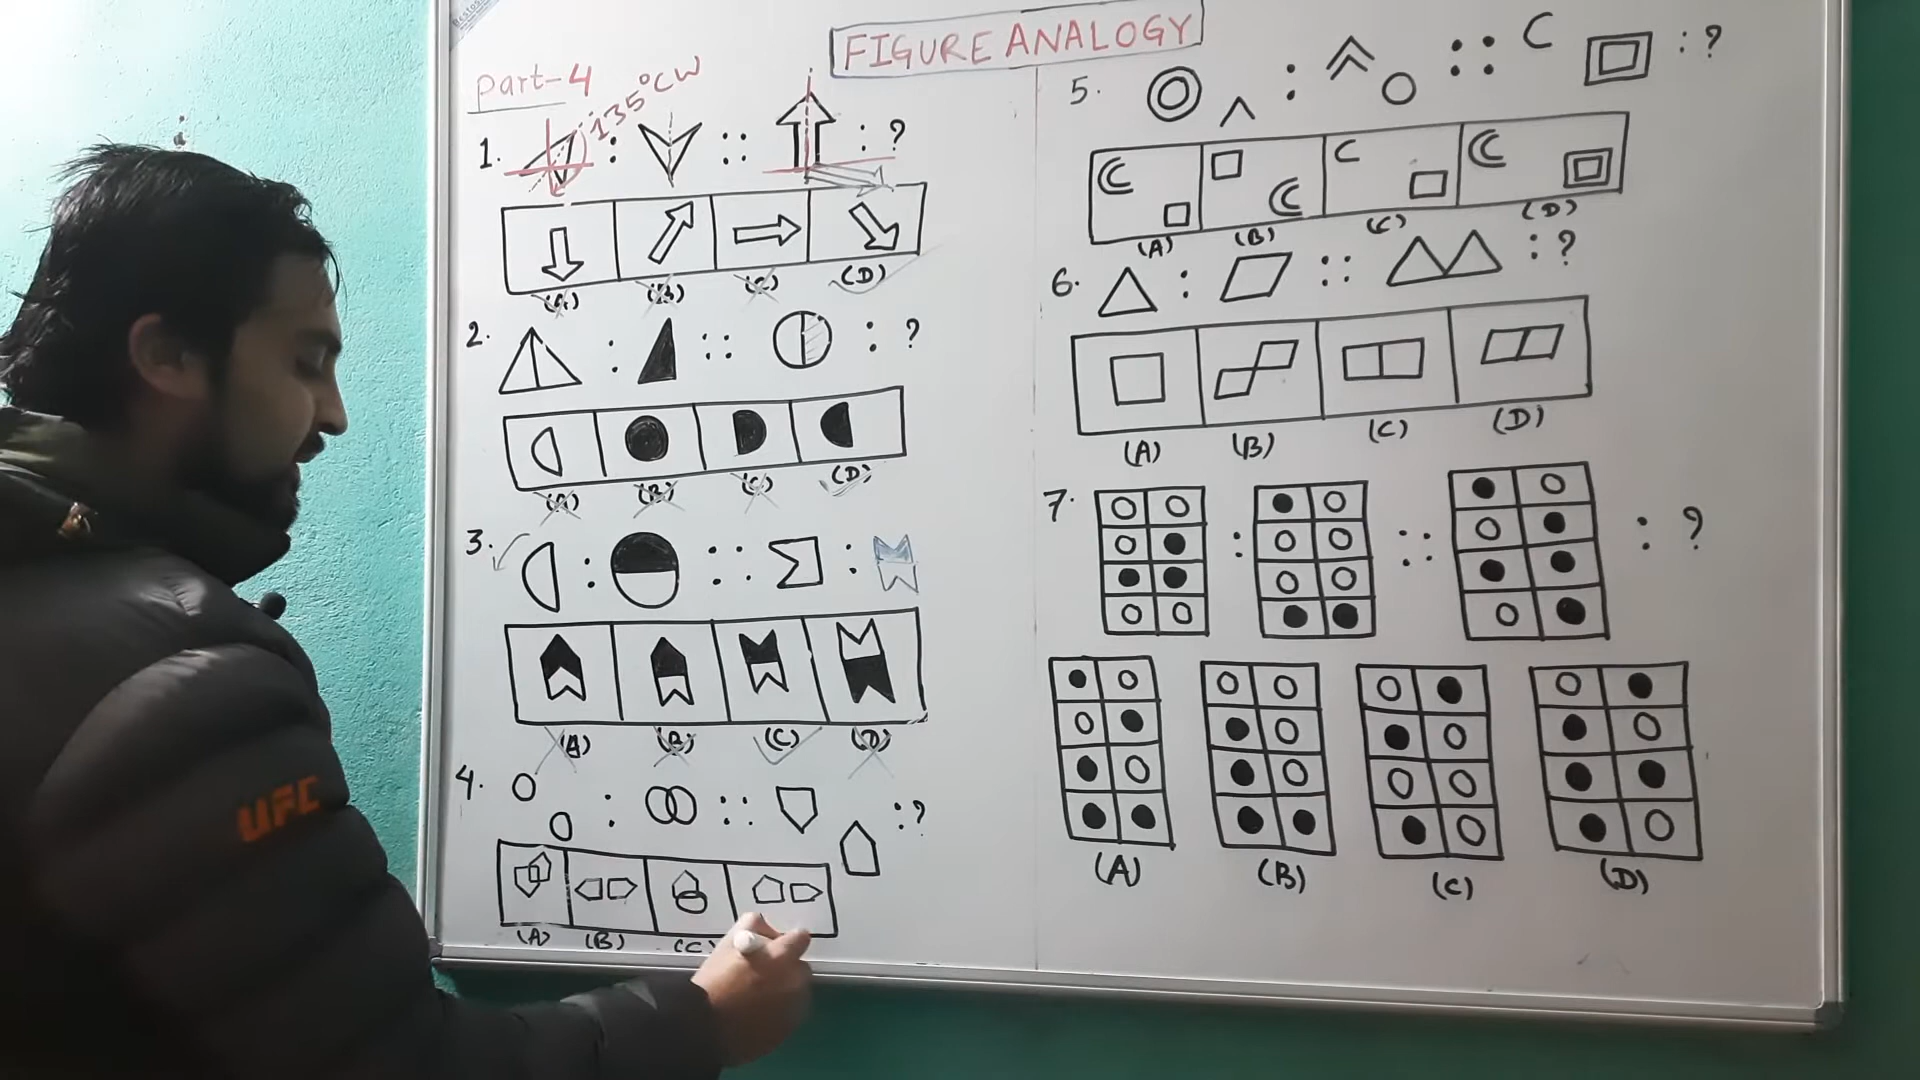 FIGURE ANALOGY
Part-4
135°CW
1. : :: : ?
(B) (C) (D)
2. : :: : ?
(A) (B) (C) (D)
3. : :: :
(A) (B) (C) (D)
4. : :: : ?
(A) (B) (C)
5. : :: : ?
(A) (B) (C) (D)
6. : :: : ?
(A) (B) (C) (D)
7. : :: : ?
(A) (B) (C) (D)
UFC